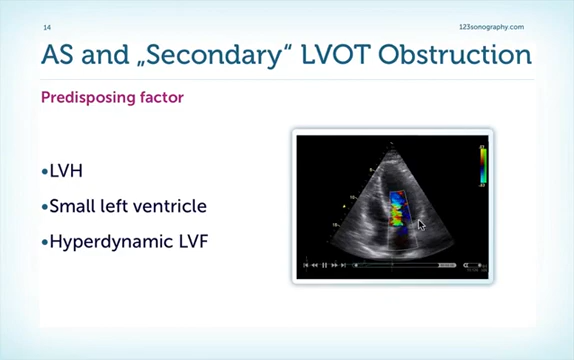 14
123sonography.com
AS and „Secondary“ LVOT Obstruction
Predisposing factor
•LVH
•Small left ventricle
•Hyperdynamic LVF